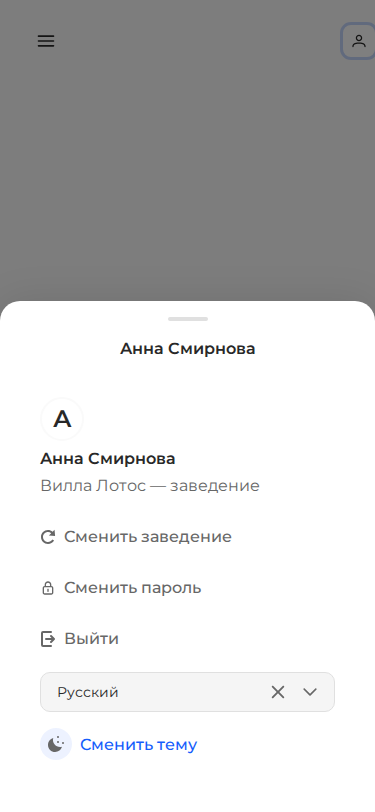 Анна Смирнова
А
Анна Смирнова
Вилла Лотос — заведение
Сменить заведение
Сменить пароль
Выйти
Русский
Сменить тему